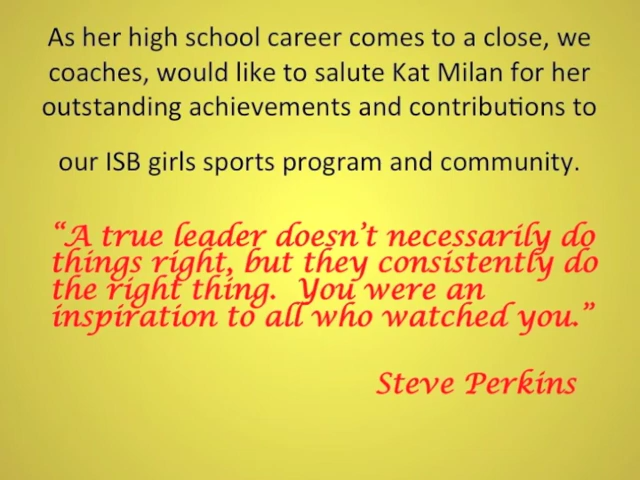 As her high school career comes to a close, we
coaches, would like to salute Kat Milan for her
outstanding achievements and contributions to
our ISB girls sports program and community.
“A true leader doesn’t necessarily do
things right, but they consistently do
the right thing.  You were an
inspiration to all who watched you.”
Steve Perkins